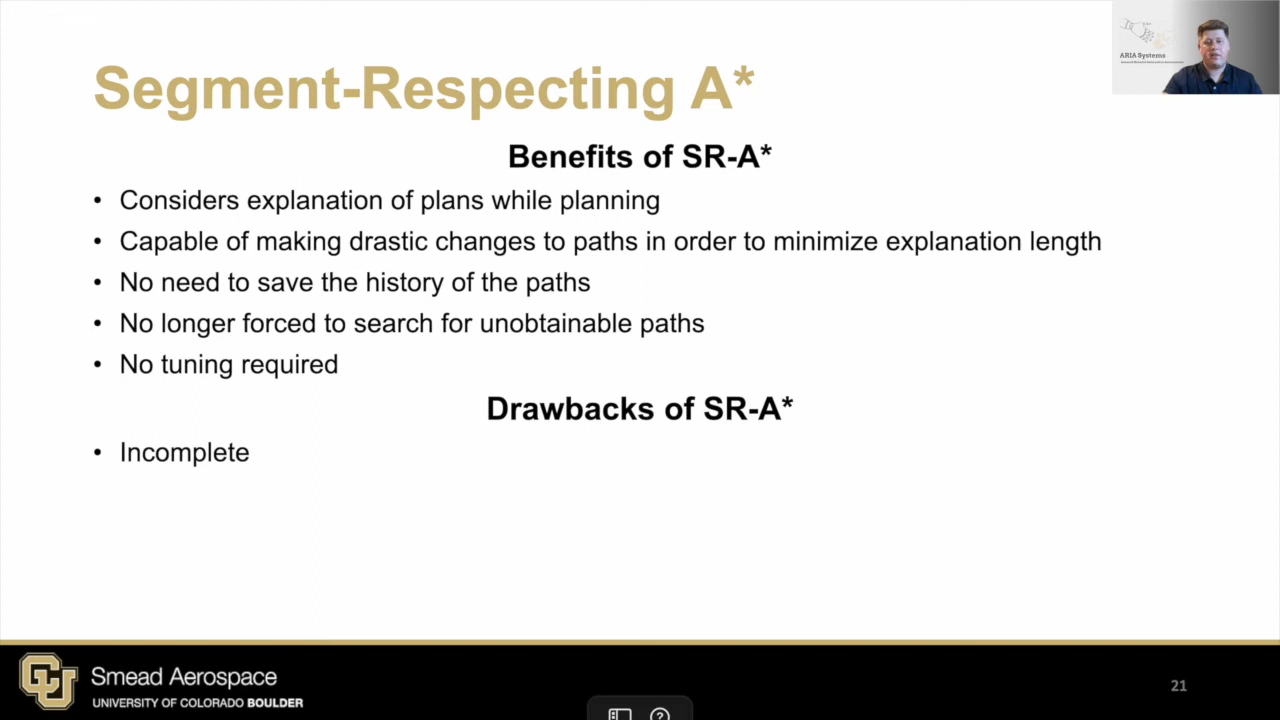 Segment-Respecting A*
ARIA Systems
Benefits of SR-A*
• Considers explanation of plans while planning
• Capable of making drastic changes to paths in order to minimize explanation length
• No need to save the history of the paths
• No longer forced to search for unobtainable paths
• No tuning required
Drawbacks of SR-A*
• Incomplete
CU
Smead Aerospace
UNIVERSITY OF COLORADO BOULDER
21